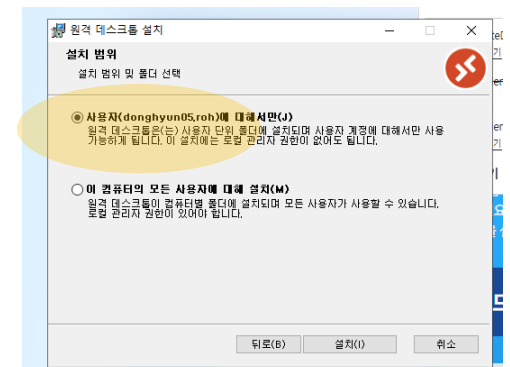 원격 데스크톱 설치
설치 범위
설치 범위 및 폴더 선택
사용자(donghyun05,roh)에 대해서만(J)
원격 데스크톱은(는) 사용자 단위 폴더에 설치되며 사용자 계정에 대해서만 사용
가능하게 됩니다. 이 설치에는 로컬 관리자 권한이 없어도 됩니다.
이 컴퓨터의 모든 사용자에 대해 설치(M)
원격 데스크톱이 컴퓨터별 폴더에 설치되며 모든 사용자가 사용할 수 있습니다.
로컬 관리자 권한이 있어야 합니다.
뒤로(B)
설치(I)
취소